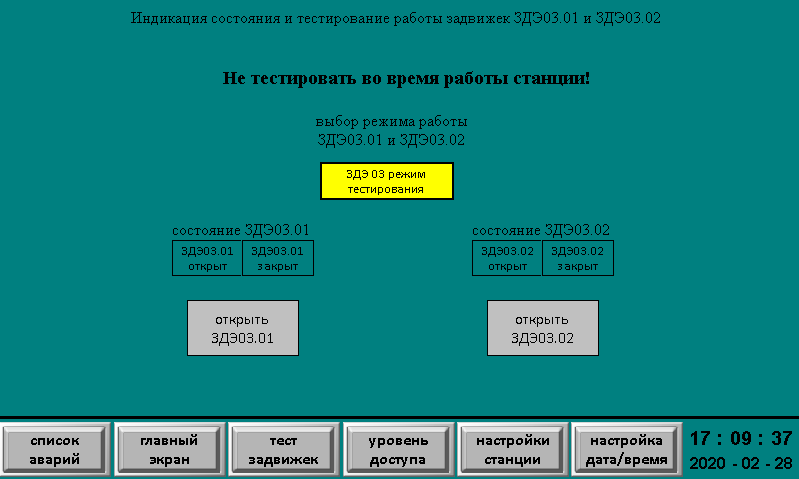 Индикация состояния и тестирование работы задвижек ЗДЭ03.01 и ЗДЭ03.02
Не тестировать во время работы станции!
выбор режима работы
ЗДЭ03.01 и ЗДЭ03.02
ЗДЭ 03 режим
тестирования
состояние ЗДЭ03.01
ЗДЭ03.01
открыт
ЗДЭ03.01
закрыт
состояние ЗДЭ03.02
ЗДЭ03.02
открыт
ЗДЭ03.02
закрыт
открыть
ЗДЭ03.01
открыть
ЗДЭ03.02
список
аварий
главный
экран
тест
задвижек
уровень
доступа
настройки
станции
настройка
дата/время
17 : 09 : 37
2020 - 02 - 28